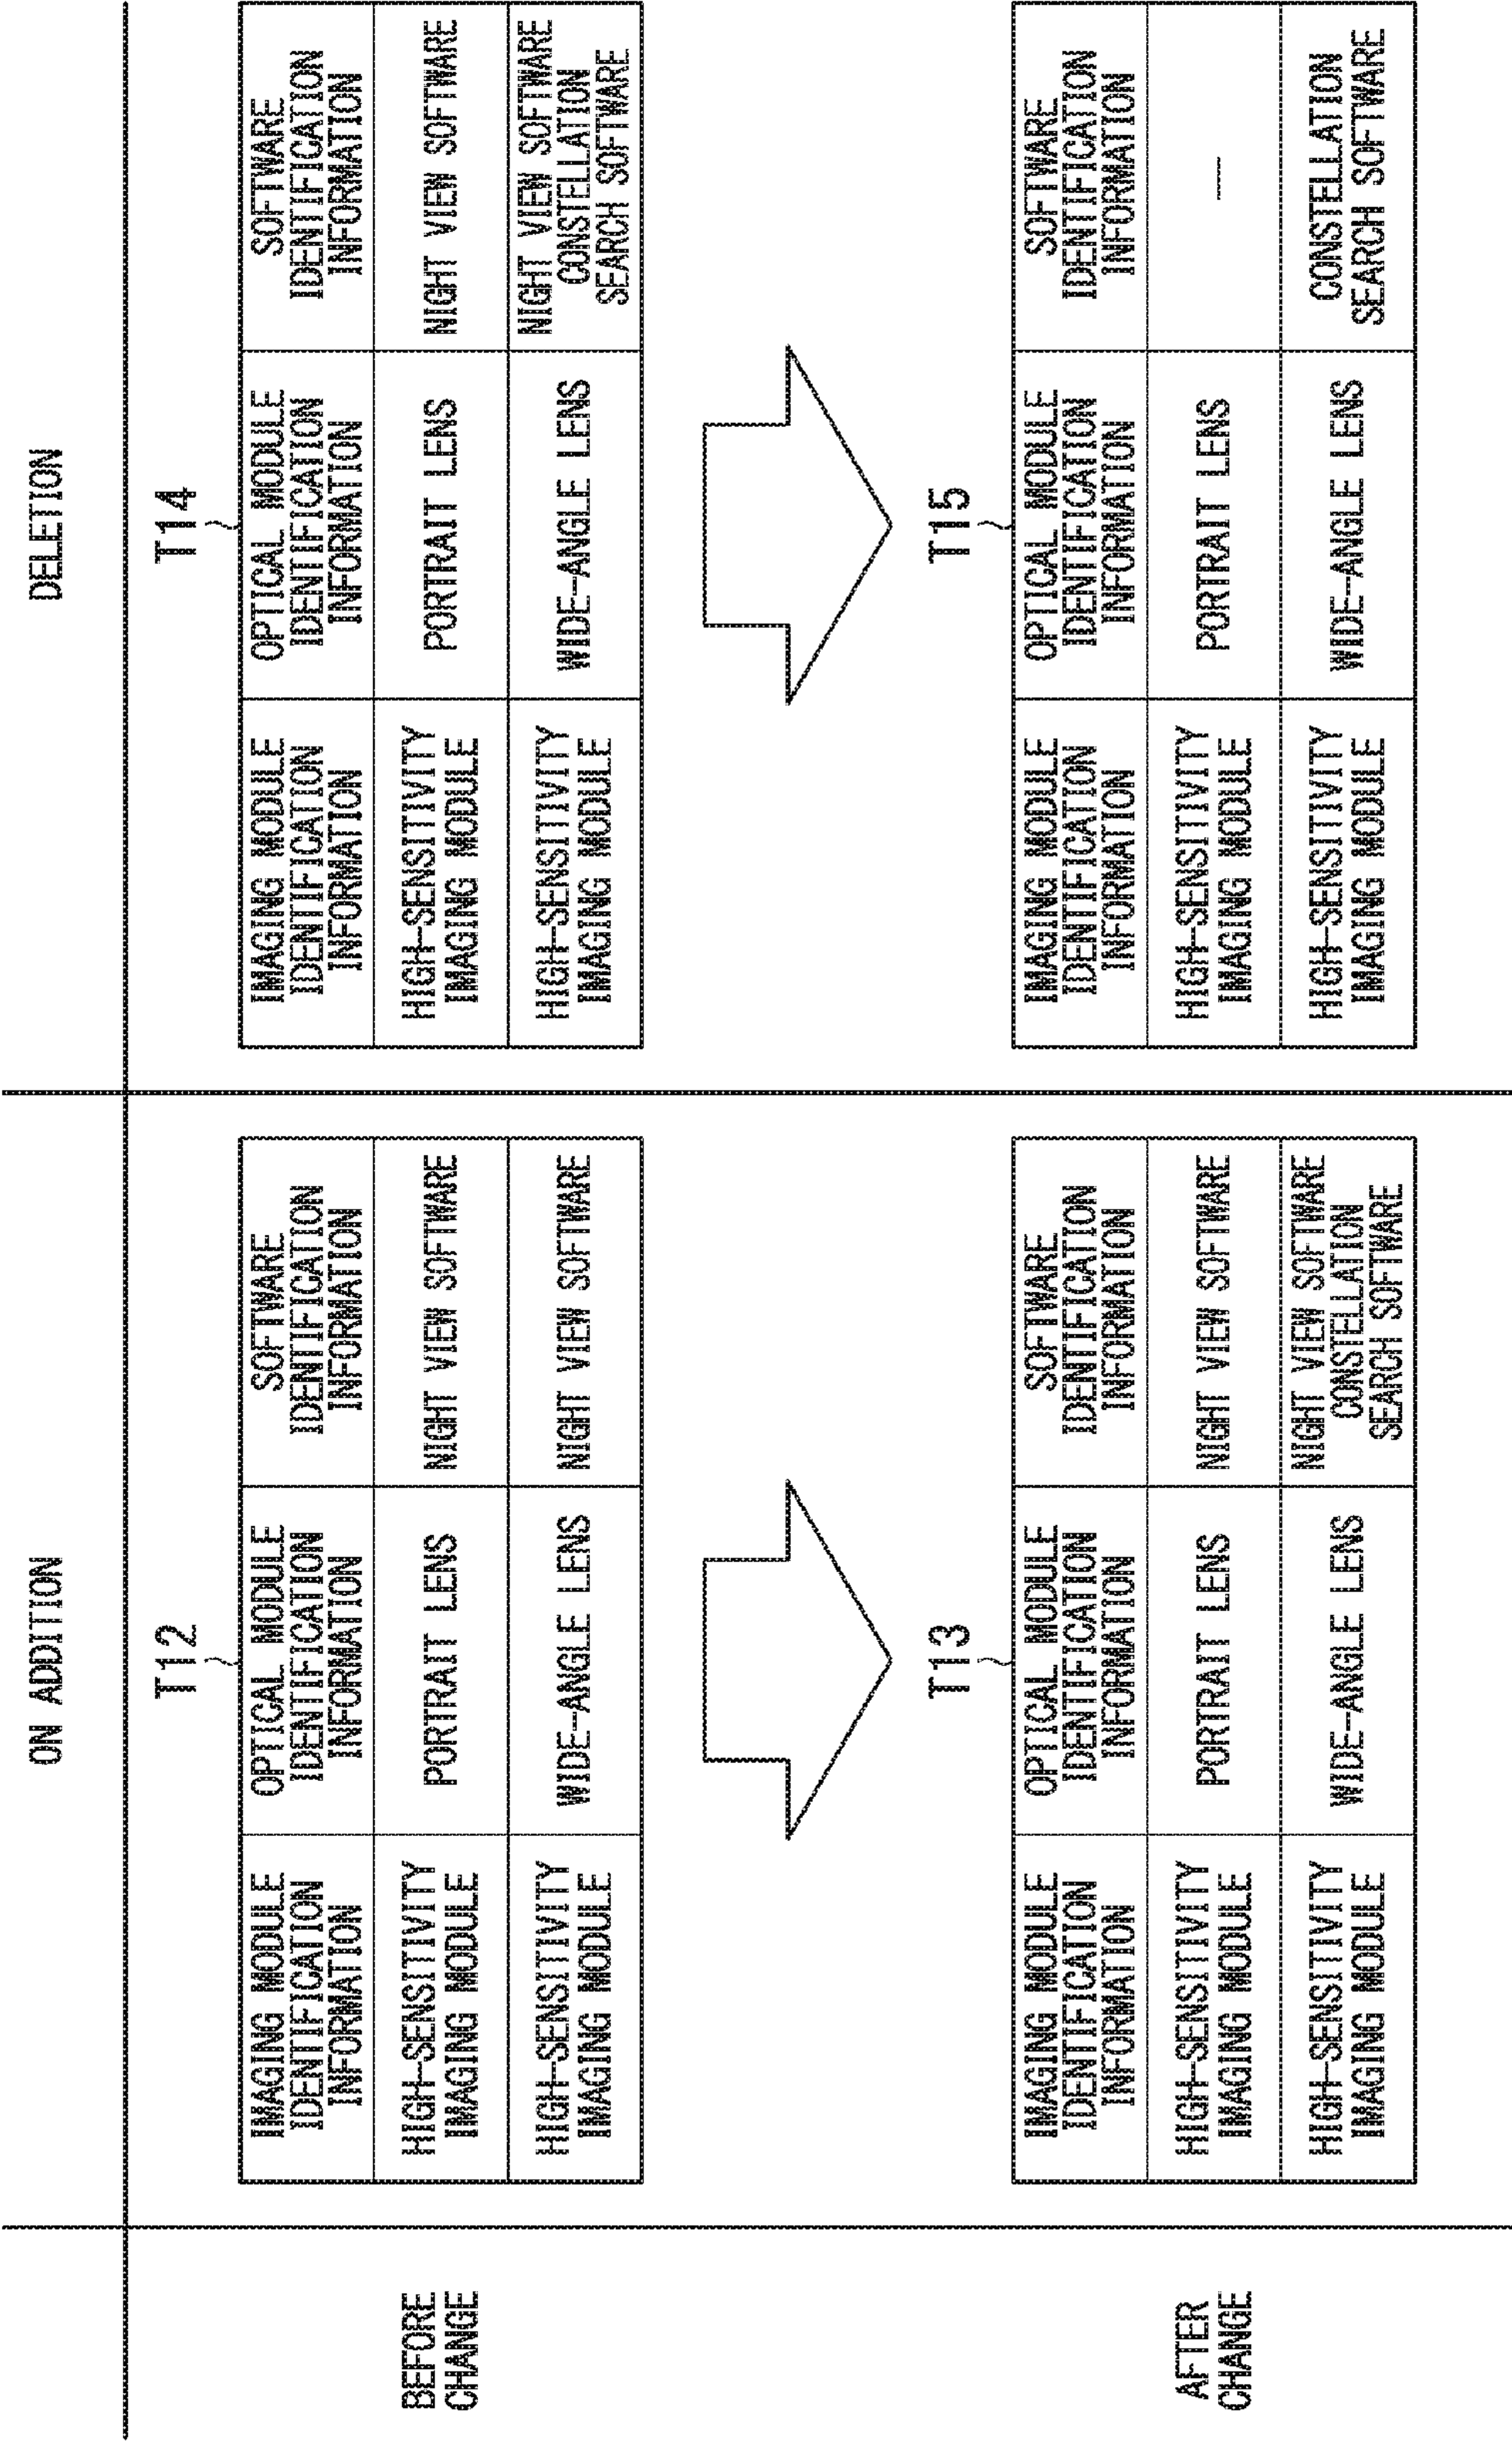 ON ADDITION
DELETION
BEFORE
CHANGE
T12
IMAGING MODULE
IDENTIFICATION
INFORMATION
OPTICAL MODULE
IDENTIFICATION
INFORMATION
SOFTWARE
IDENTIFICATION
INFORMATION
HIGH-SENSITIVITY
IMAGING MODULE
PORTRAIT LENS
NIGHT VIEW SOFTWARE
HIGH-SENSITIVITY
IMAGING MODULE
WIDE-ANGLE LENS
NIGHT VIEW SOFTWARE
T14
IMAGING MODULE
IDENTIFICATION
INFORMATION
OPTICAL MODULE
IDENTIFICATION
INFORMATION
SOFTWARE
IDENTIFICATION
INFORMATION
HIGH-SENSITIVITY
IMAGING MODULE
PORTRAIT LENS
NIGHT VIEW SOFTWARE
HIGH-SENSITIVITY
IMAGING MODULE
WIDE-ANGLE LENS
NIGHT VIEW SOFTWARE
CONSTELLATION
SEARCH SOFTWARE
AFTER
CHANGE
T13
IMAGING MODULE
IDENTIFICATION
INFORMATION
OPTICAL MODULE
IDENTIFICATION
INFORMATION
SOFTWARE
IDENTIFICATION
INFORMATION
HIGH-SENSITIVITY
IMAGING MODULE
PORTRAIT LENS
NIGHT VIEW SOFTWARE
HIGH-SENSITIVITY
IMAGING MODULE
WIDE-ANGLE LENS
NIGHT VIEW SOFTWARE
CONSTELLATION
SEARCH SOFTWARE
T15
IMAGING MODULE
IDENTIFICATION
INFORMATION
OPTICAL MODULE
IDENTIFICATION
INFORMATION
SOFTWARE
IDENTIFICATION
INFORMATION
HIGH-SENSITIVITY
IMAGING MODULE
PORTRAIT LENS
—
HIGH-SENSITIVITY
IMAGING MODULE
WIDE-ANGLE LENS
CONSTELLATION
SEARCH SOFTWARE